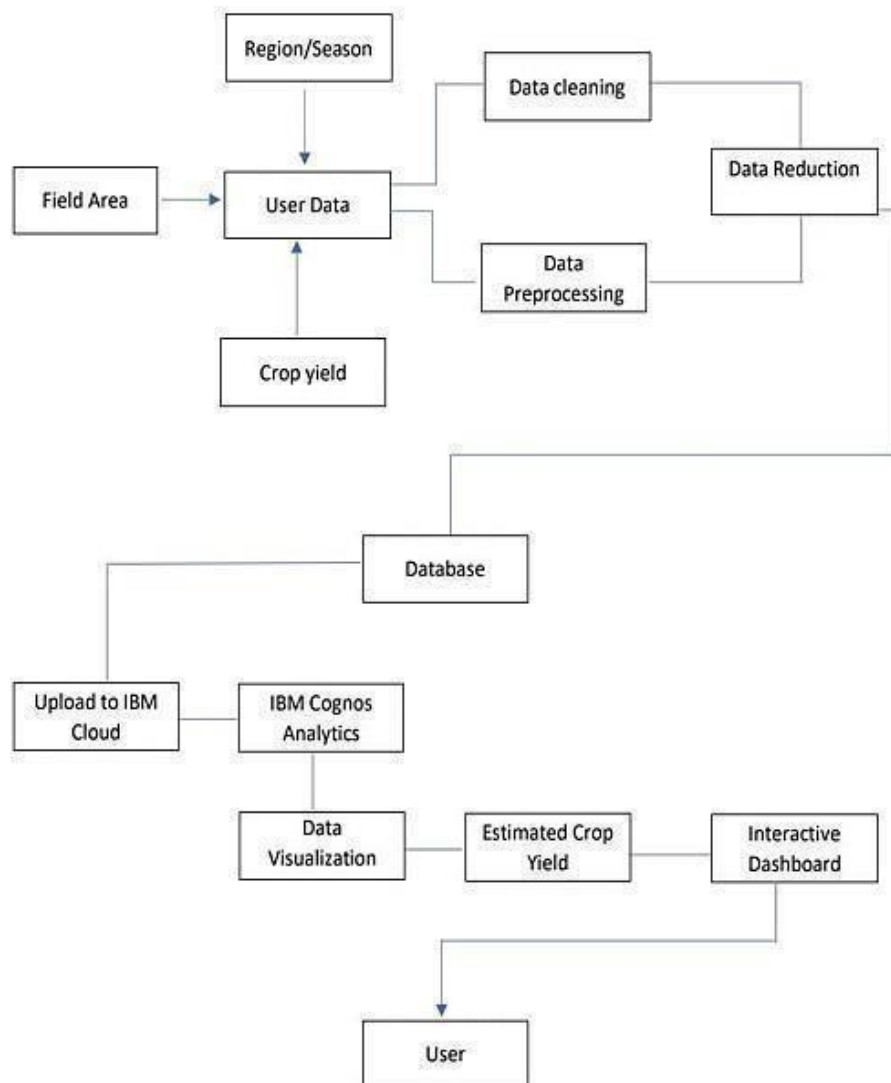 Region/Season
Data cleaning
Data Reduction
Field Area
User Data
Data
Preprocessing
Crop yield
Database
Upload to IBM
Cloud
IBM Cognos
Analytics
Data
Visualization
Estimated Crop
Yield
Interactive
Dashboard
User